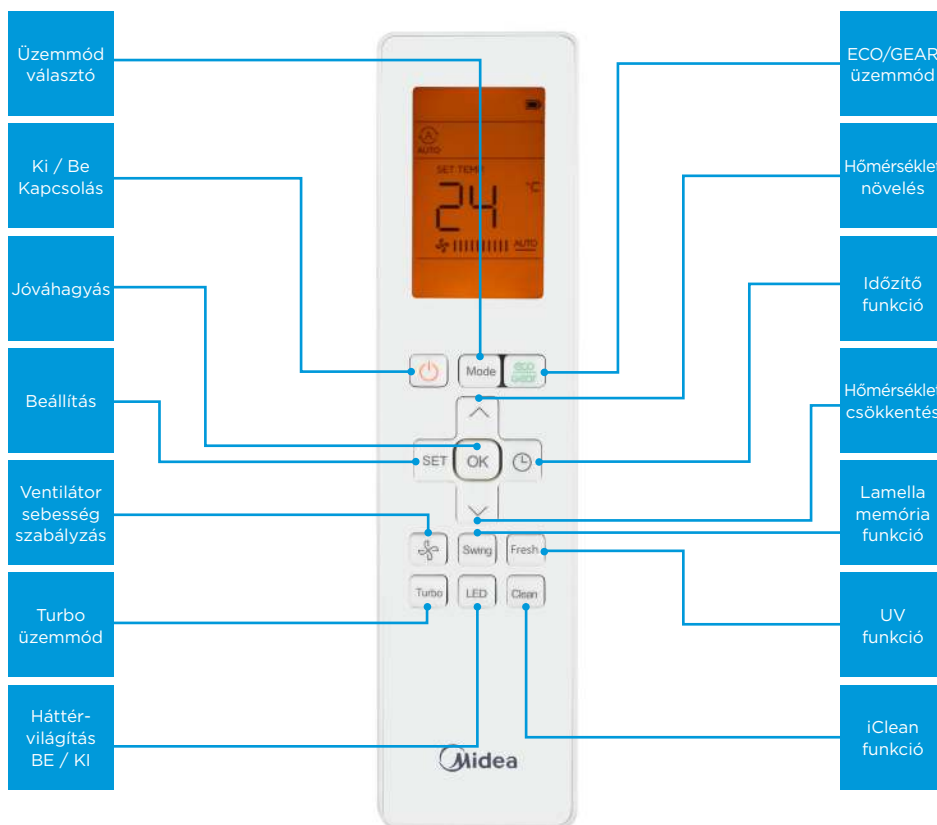 Üzemmód
választó
Ki / Be
Kapcsolás
Jóváhagyás
Beállítás
Ventilátor
sebesség
szabályzás
Turbo
üzemmód
Háttér-
világítás
BE / KI
AUTO
SET TEMP
24 °C
AUTO
Mode
eco
GEAR
SET
OK
Swing
Fresh
Turbo
LED
Clean
Midea
ECO/GEAR
üzemmód
Hőmérséklet
növelés
Időzítő
funkció
Hőmérséklet
csökkentés
Lamella
memória
funkció
UV
funkció
iClean
funkció